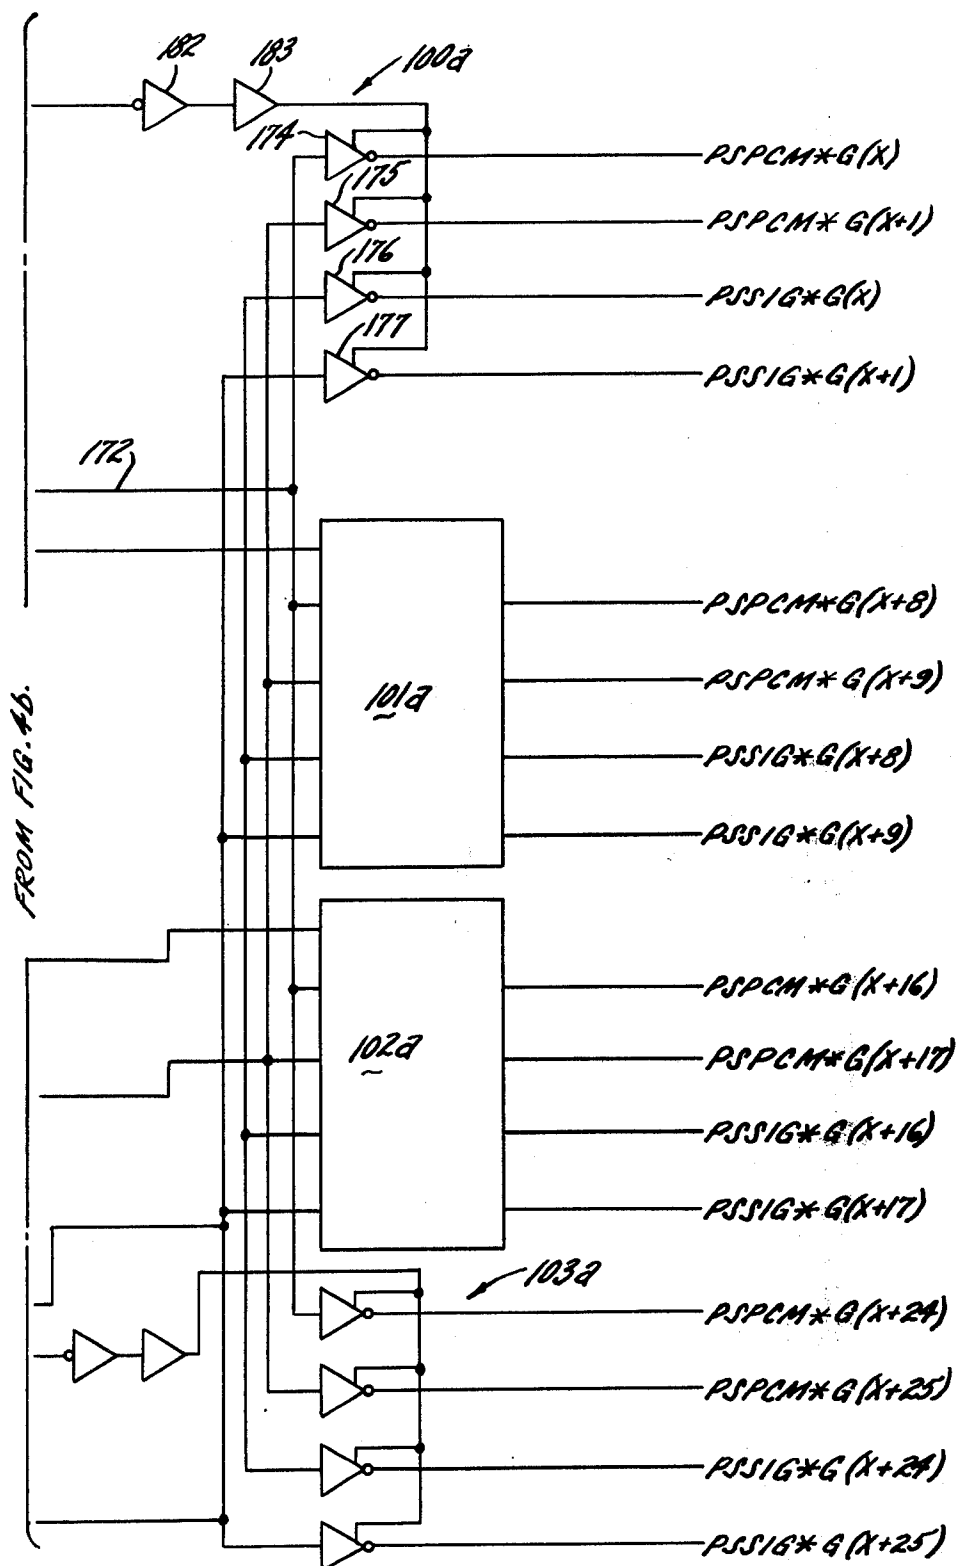 182
183
100a
174
PSPCM*G(X)
175
PSPCM*G(X+1)
176
PSSIG*G(X)
177
PSSIG*G(X+1)
172
PSPCM*G(X+8)
PSPCM*G(X+9)
101a
PSSIG*G(X+8)
PSSIG*G(X+9)
FROM FIG.4b.
PSPCM*G(X+16)
102a
PSPCM*G(X+17)
PSSIG*G(X+16)
PSSIG*G(X+17)
103a
PSPCM*G(X+24)
PSPCM*G(X+25)
PSSIG*G(X+24)
PSSIG*G(X+25)